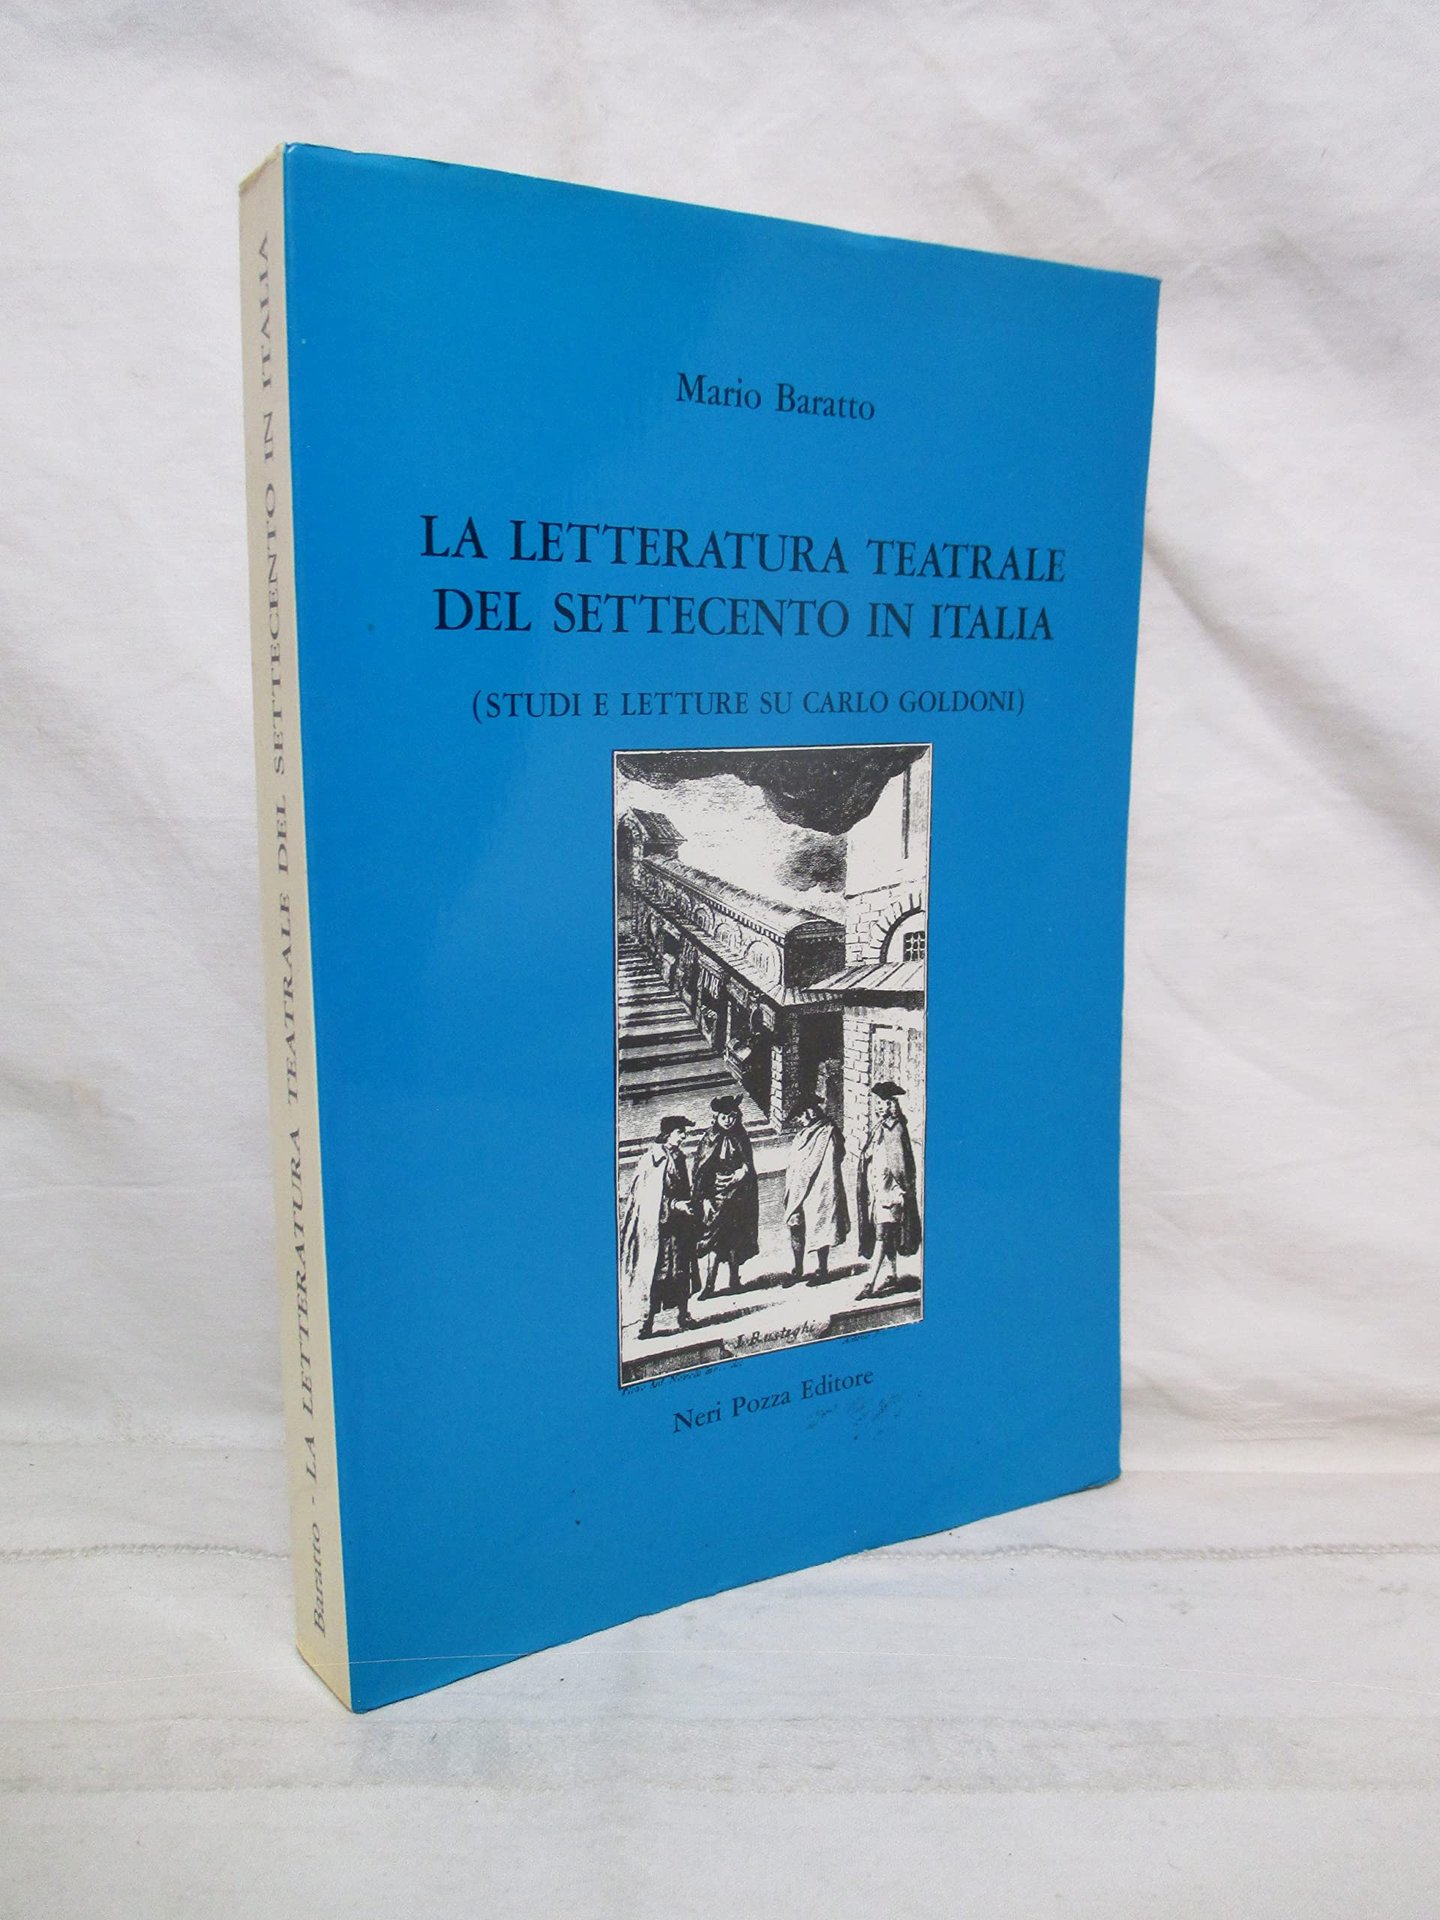 Mario Baratto
LA LETTERATURA TEATRALE
DEL SETTECENTO IN ITALIA
(STUDI E LETTURE SU CARLO GOLDONI)
I Rusteghi
Neri Pozza Editore
Baratto - LA LETTERATURA TEATRALE DEL SETTECENTO IN ITALIA